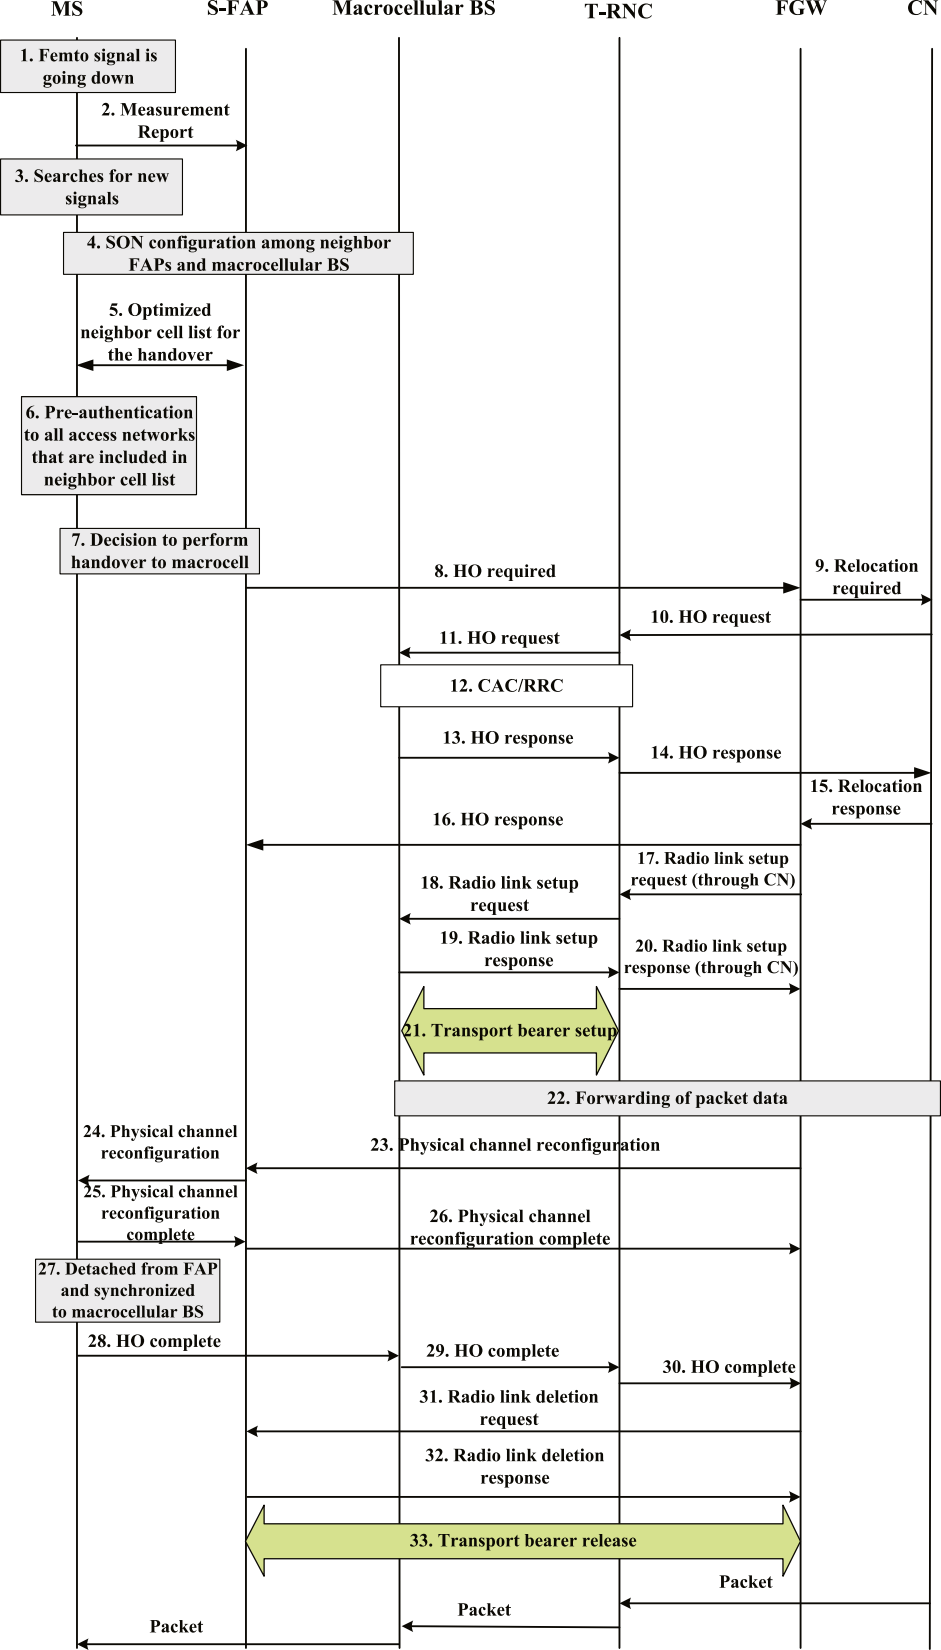 MS
S-FAP
Macrocellular BS
T-RNC
FGW
CN
1. Femto signal is
going down
2. Measurement
Report
3. Searches for new
signals
4. SON configuration among neighbor
FAPs and macrocellular BS
5. Optimized
neighbor cell list for
the handover
6. Pre-authentication
to all access networks
that are included in
neighbor cell list
7. Decision to perform
handover to macrocell
8. HO required
9. Relocation
required
10. HO request
11. HO request
12. CAC/RRC
13. HO response
14. HO response
15. Relocation
response
16. HO response
17. Radio link setup
request (through CN)
18. Radio link setup
request
19. Radio link setup
response
20. Radio link setup
response (through CN)
21. Transport bearer setup
22. Forwarding of packet data
23. Physical channel reconfiguration
24. Physical channel
reconfiguration
25. Physical channel
reconfiguration
complete
26. Physical channel
reconfiguration complete
27. Detached from FAP
and synchronized
to macrocellular BS
28. HO complete
29. HO complete
30. HO complete
31. Radio link deletion
request
32. Radio link deletion
response
33. Transport bearer release
Packet
Packet
Packet